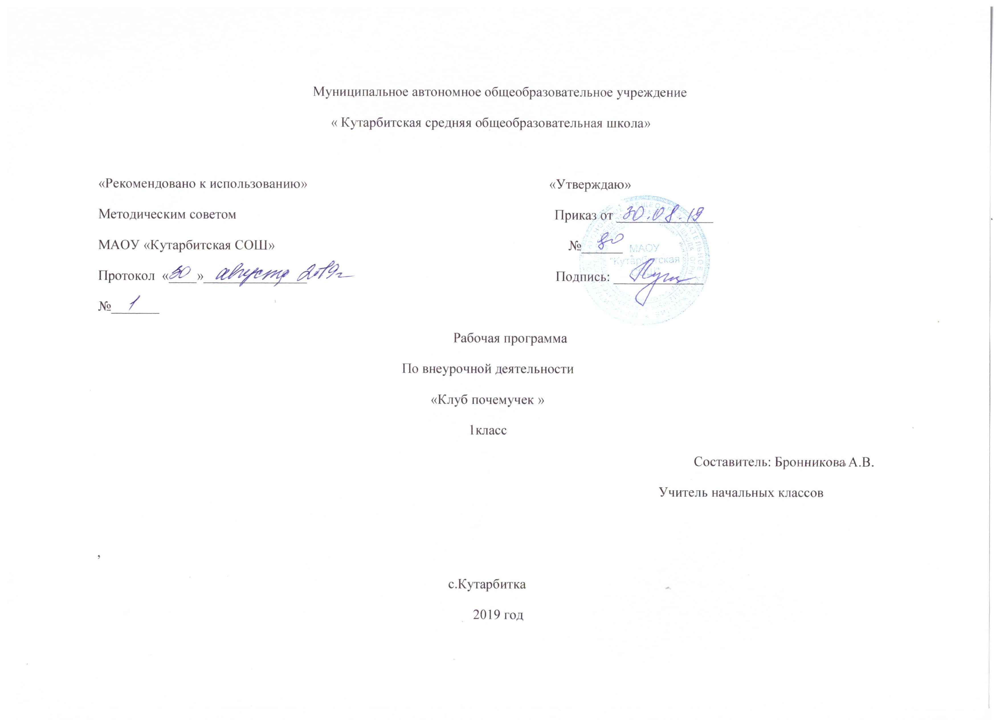 Муниципальное автономное общеобразовательное учреждение
« Кутарбитская средняя общеобразовательная школа»
«Рекомендовано к использованию»
«Утверждаю»
Методическим советом
Приказ от 30.08.19
МАОУ «Кутарбитская СОШ»
№ 80
МАОУ
"Кутарбитская
СОШ"
Протокол «30» августа 2019г
Подпись:
№ 1
Рабочая программа
По внеурочной деятельности
«Клуб почемучек »
1класс
Составитель: Бронникова А.В.
Учитель начальных классов
,
с.Кутарбитка
2019 год